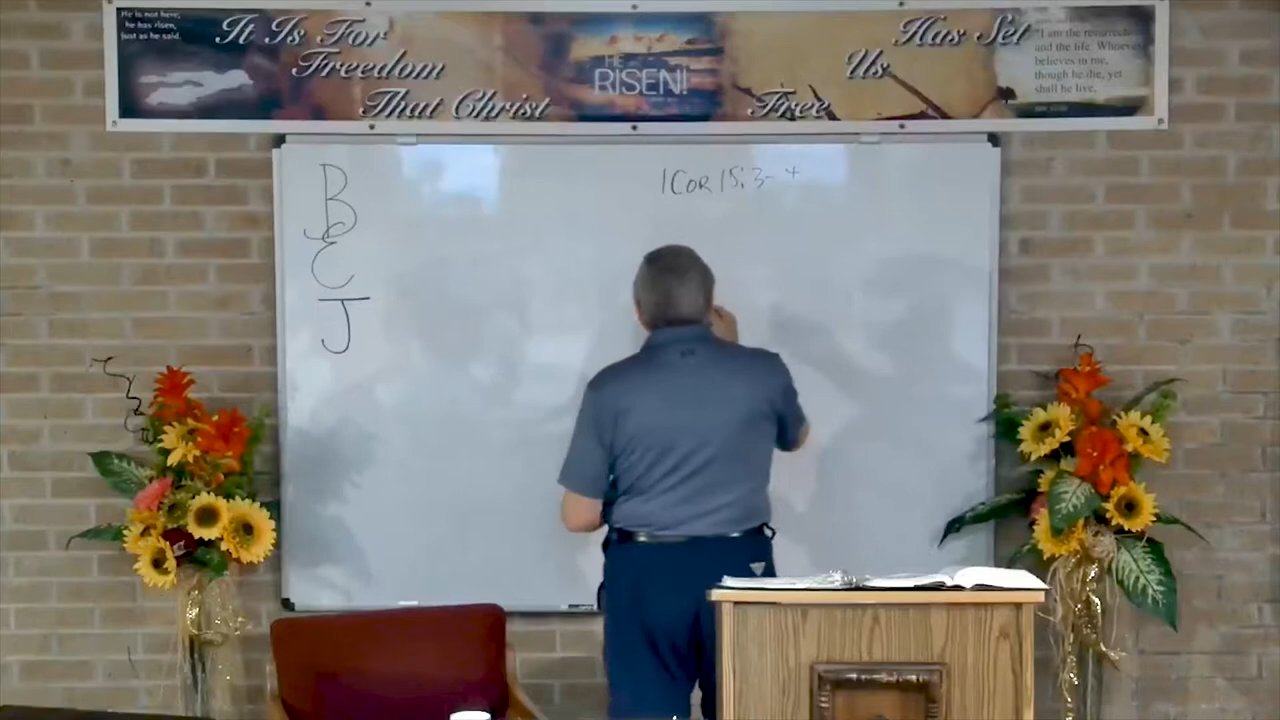 He is not here;
he has risen,
just as he said.
It Is For
Freedom
That Christ
HE
RISEN!
Has Set
Us
Free
"I am the resurrect
and the life. Whoever
believes in me,
though he die, yet
shall he live,
1 COR 15:3-4
B
E
J